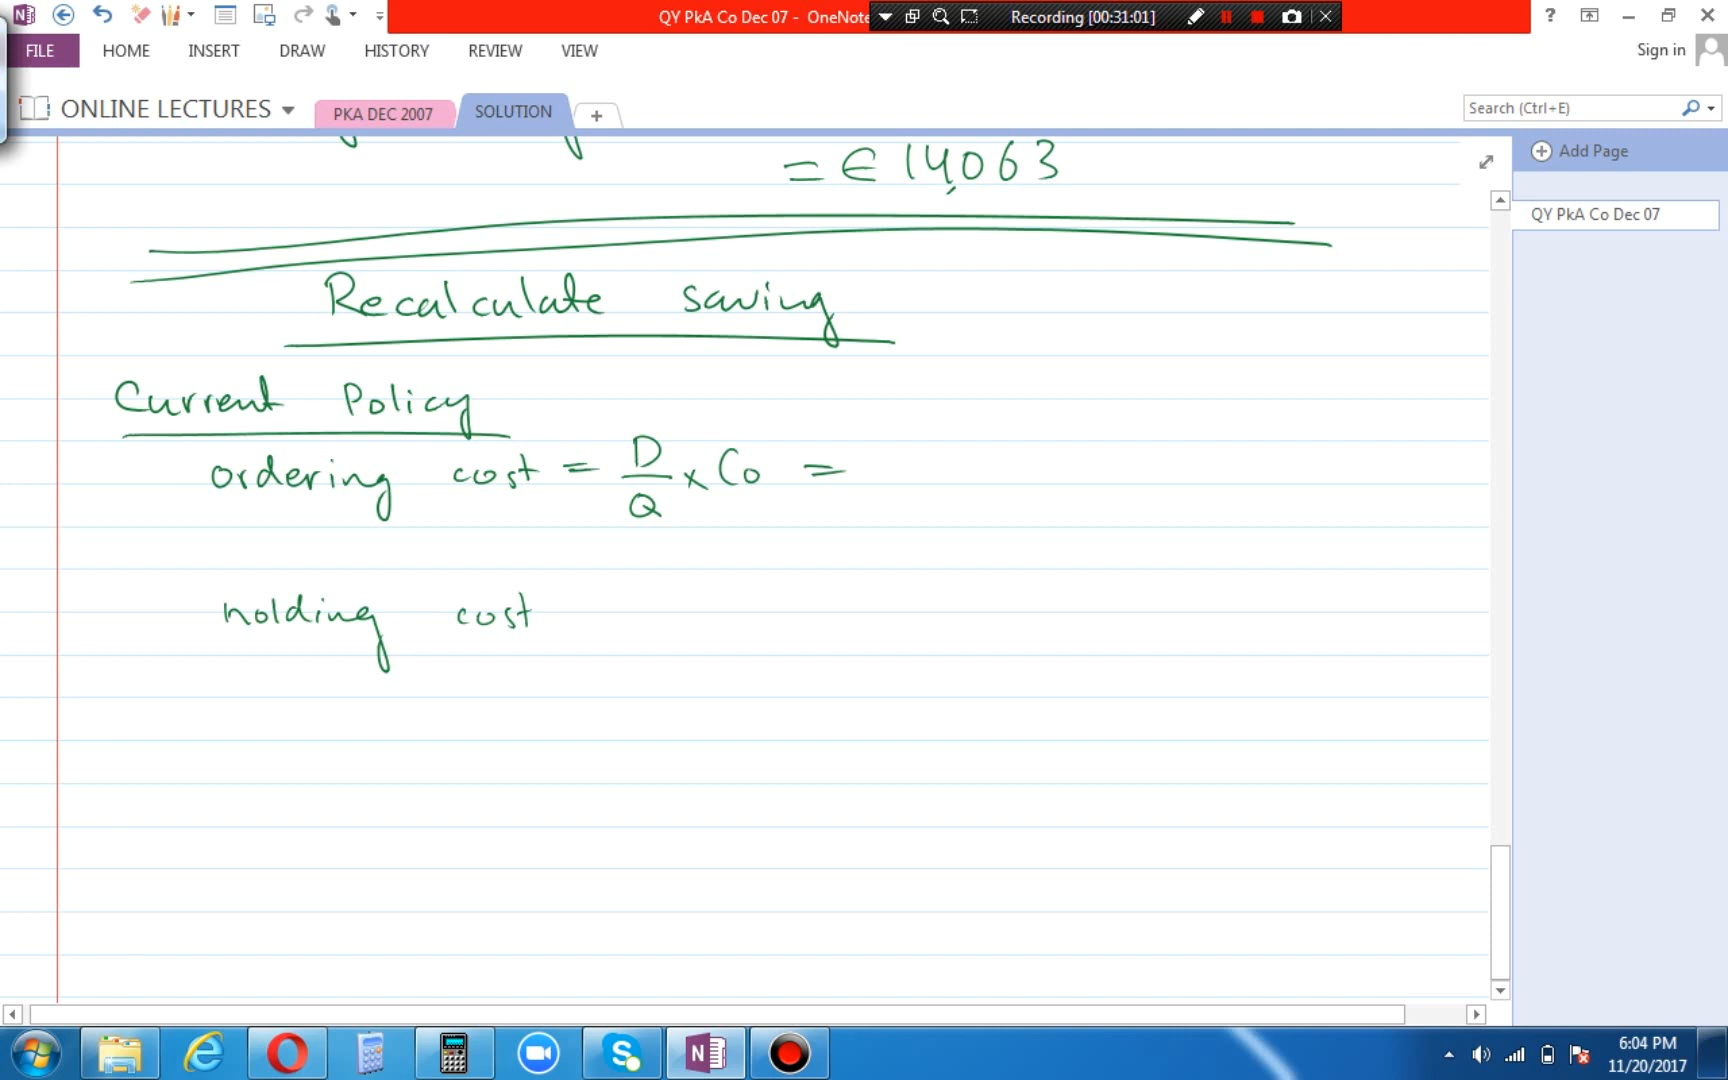 QY PkA Co Dec 07 - OneNote
Recording [00:31:01]
FILE HOME INSERT DRAW HISTORY REVIEW VIEW
Sign in
ONLINE LECTURES
PKA DEC 2007
SOLUTION
Search (Ctrl+E)
Add Page
QY PkA Co Dec 07
= € 14,063
Recalculate saving
Current Policy
ordering cost = D/Q x Co =
holding cost
6:04 PM
11/20/2017